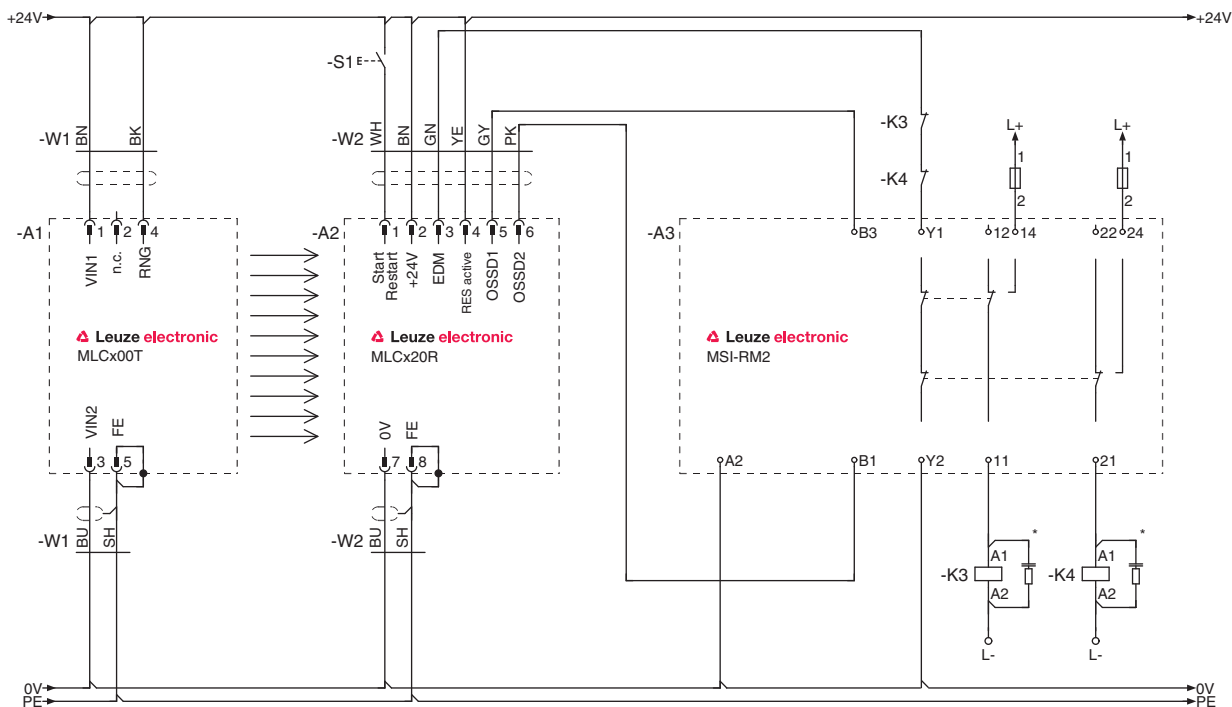 +24V +24V
-S1
-W1 BN BK
-W2 WH BN GN YE GY PK
-K3
-K4
L+ L+
1 1
2 2
-A1 1 2 4
-A2 1 2 3 4 5 6
-A3 B3 Y1 12 14 22 24
VIN1 n.c. RNG
Start
Restart
+24V EDM RES active OSSD1 OSSD2
Leuze electronic
MLCx00T
Leuze electronic
MLCx20R
Leuze electronic
MSI-RM2
VIN2 FE
0V FE
3 5
7 8
A2 B1 Y2 11 21
-W1 BU SH
-W2 BU SH
* *
-K3 A1 A2
-K4 A1 A2
L- L-
0V 0V
PE PE